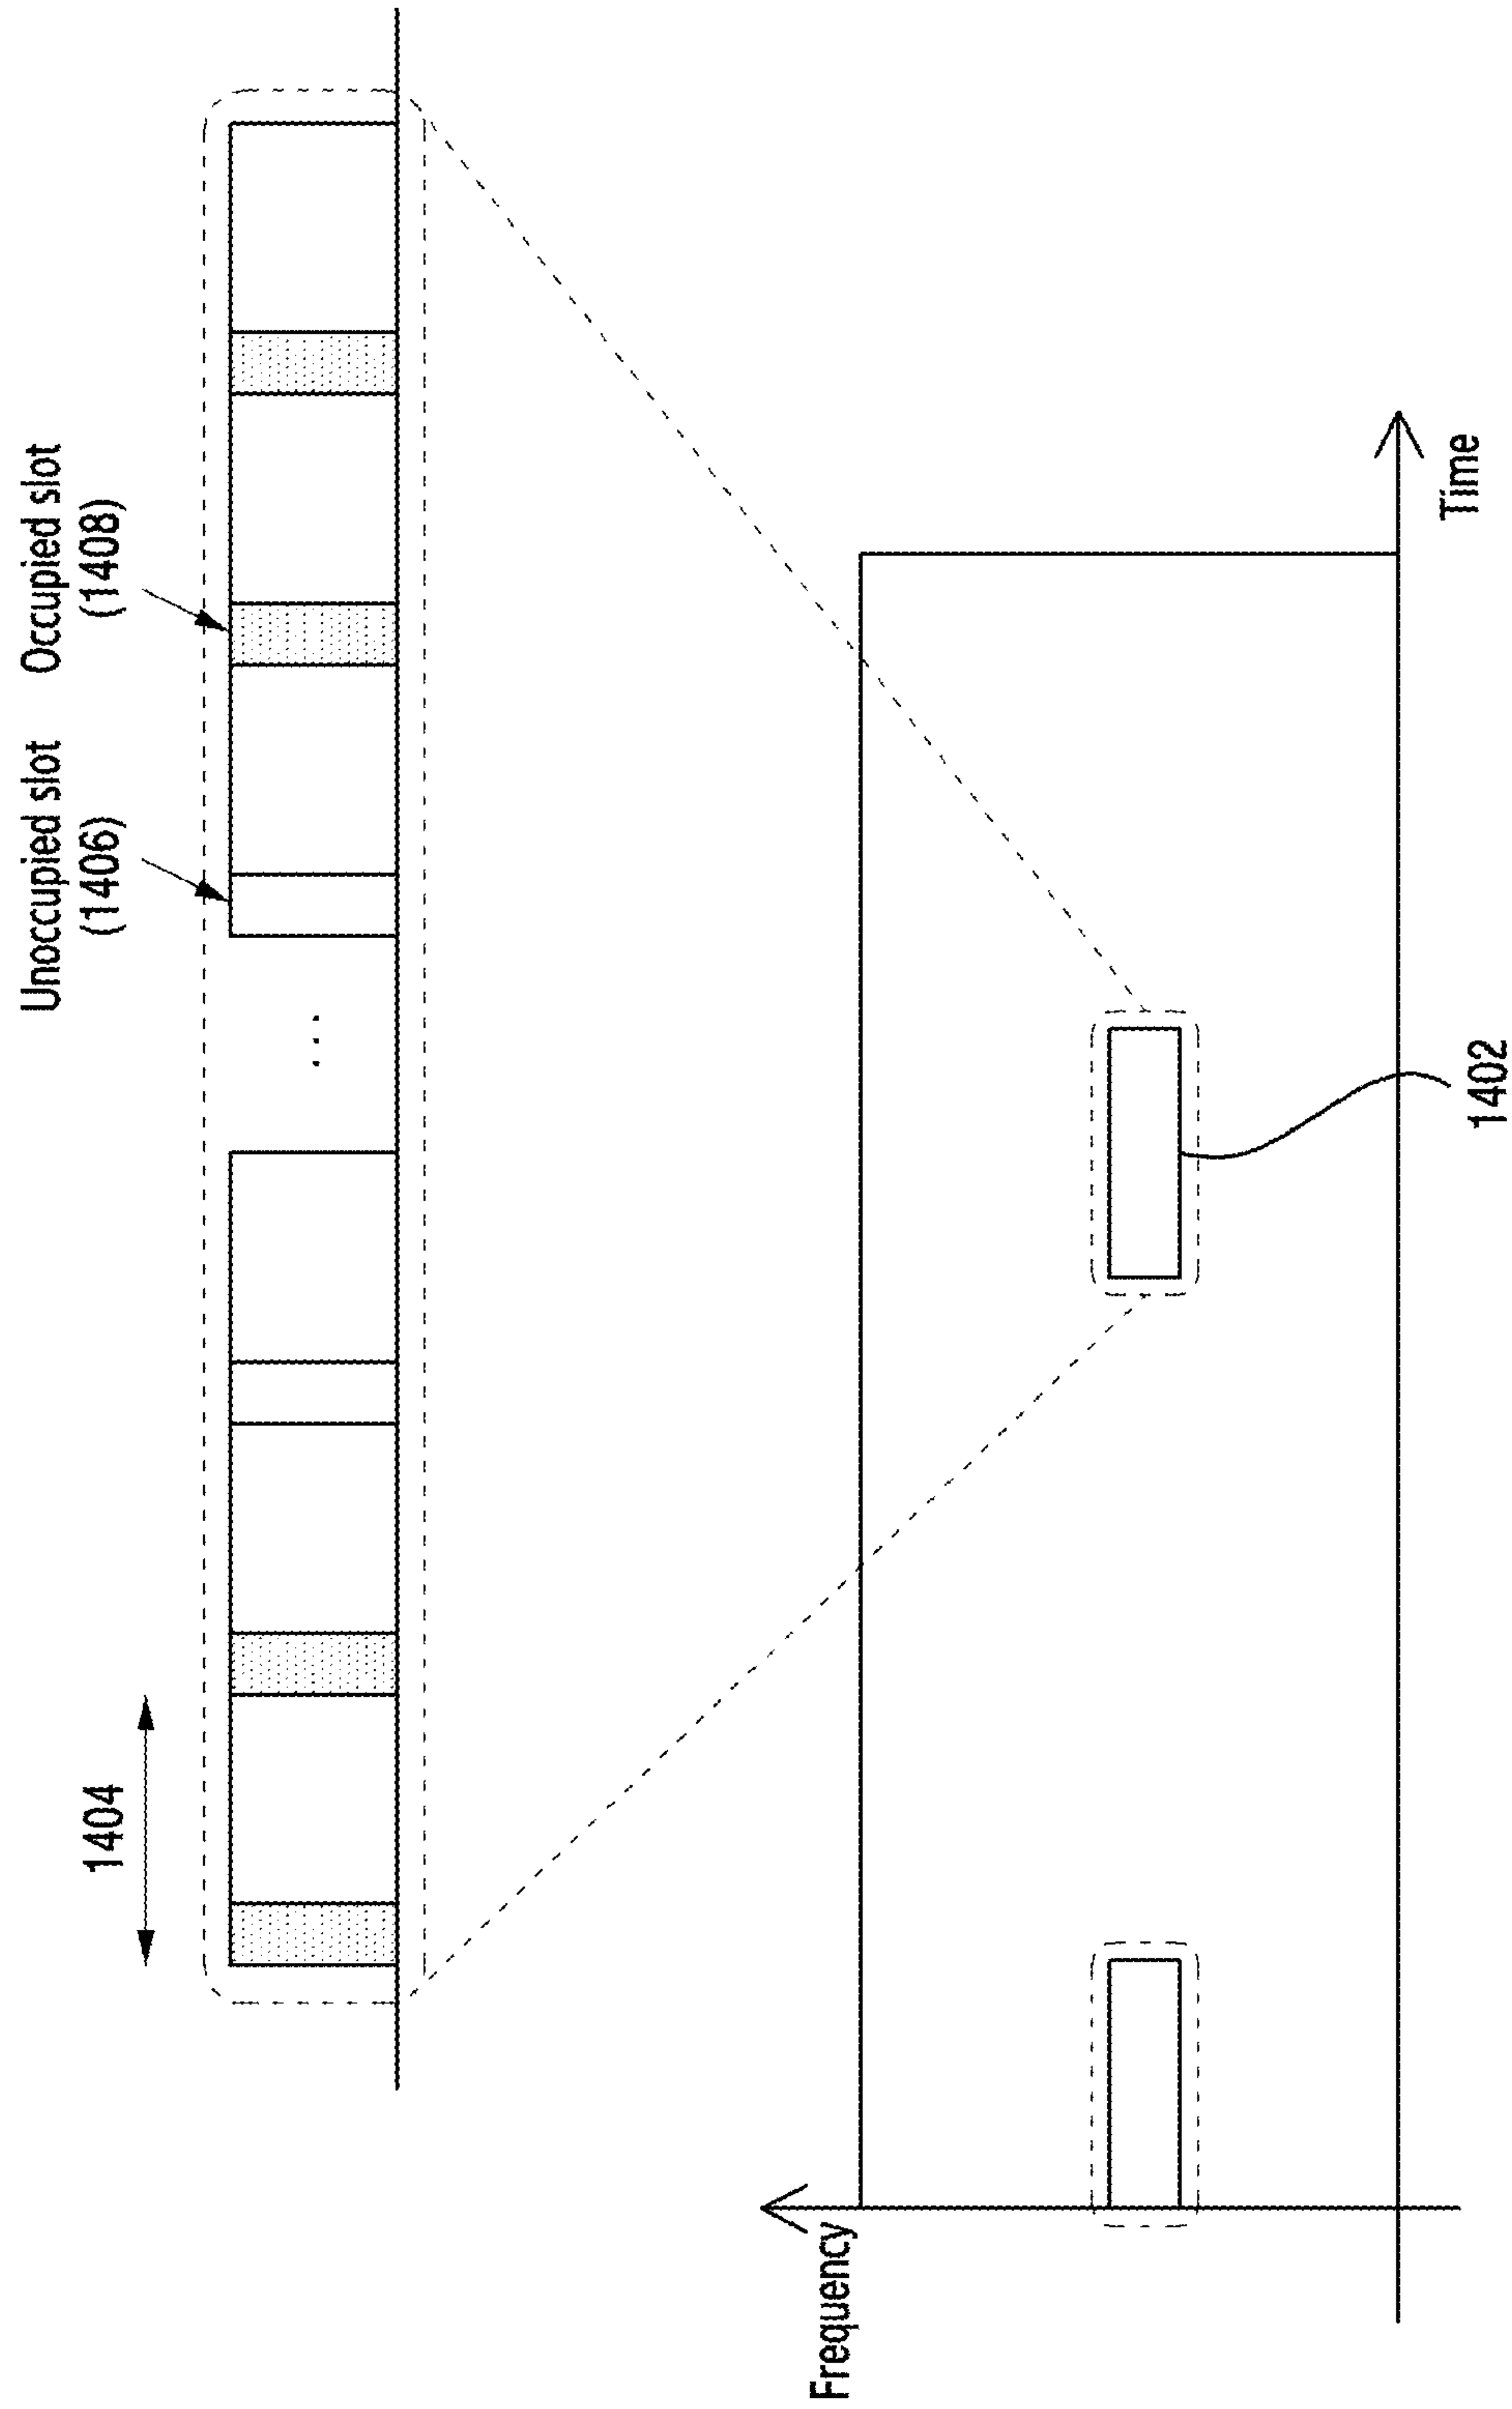 1404
Unoccupied slot
(1406)
Occupied slot
(1408)
...
Frequency
Time
1402